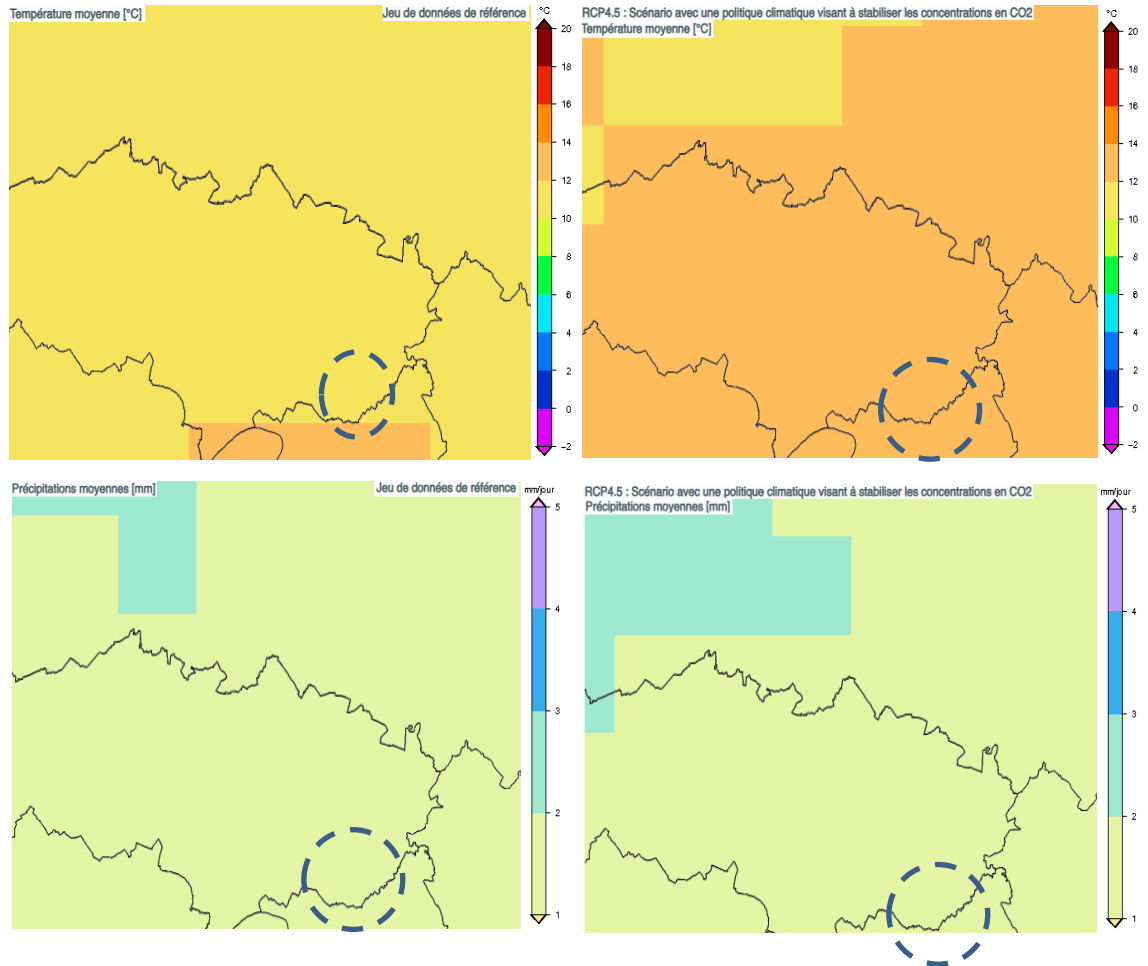 Température moyenne [°C]
Jeu de données de référence
°C
20
18
16
14
12
10
8
6
4
2
0
−2
RCP4.5 : Scénario avec une politique climatique visant à stabiliser les concentrations en CO2
Température moyenne [°C]
°C
20
18
16
14
12
10
8
6
4
2
0
−2
Précipitations moyennes [mm]
Jeu de données de référence
mm/jour
5
4
3
2
1
RCP4.5 : Scénario avec une politique climatique visant à stabiliser les concentrations en CO2
Précipitations moyennes [mm]
mm/jour
5
4
3
2
1